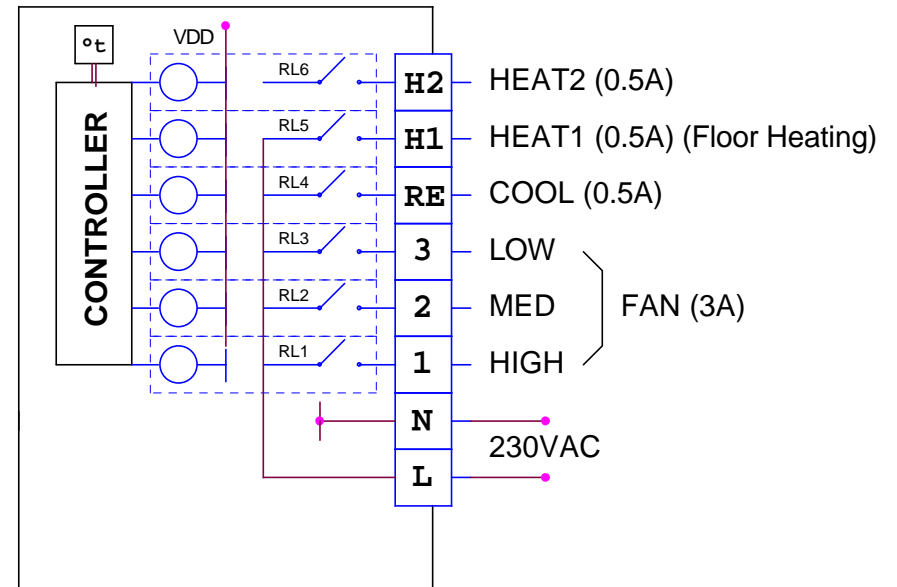 °t
VDD
CONTROLLER
RL6
H2
HEAT2 (0.5A)
RL5
H1
HEAT1 (0.5A) (Floor Heating)
RL4
RE
COOL (0.5A)
RL3
3
LOW
RL2
2
MED
FAN (3A)
RL1
1
HIGH
N
230VAC
L